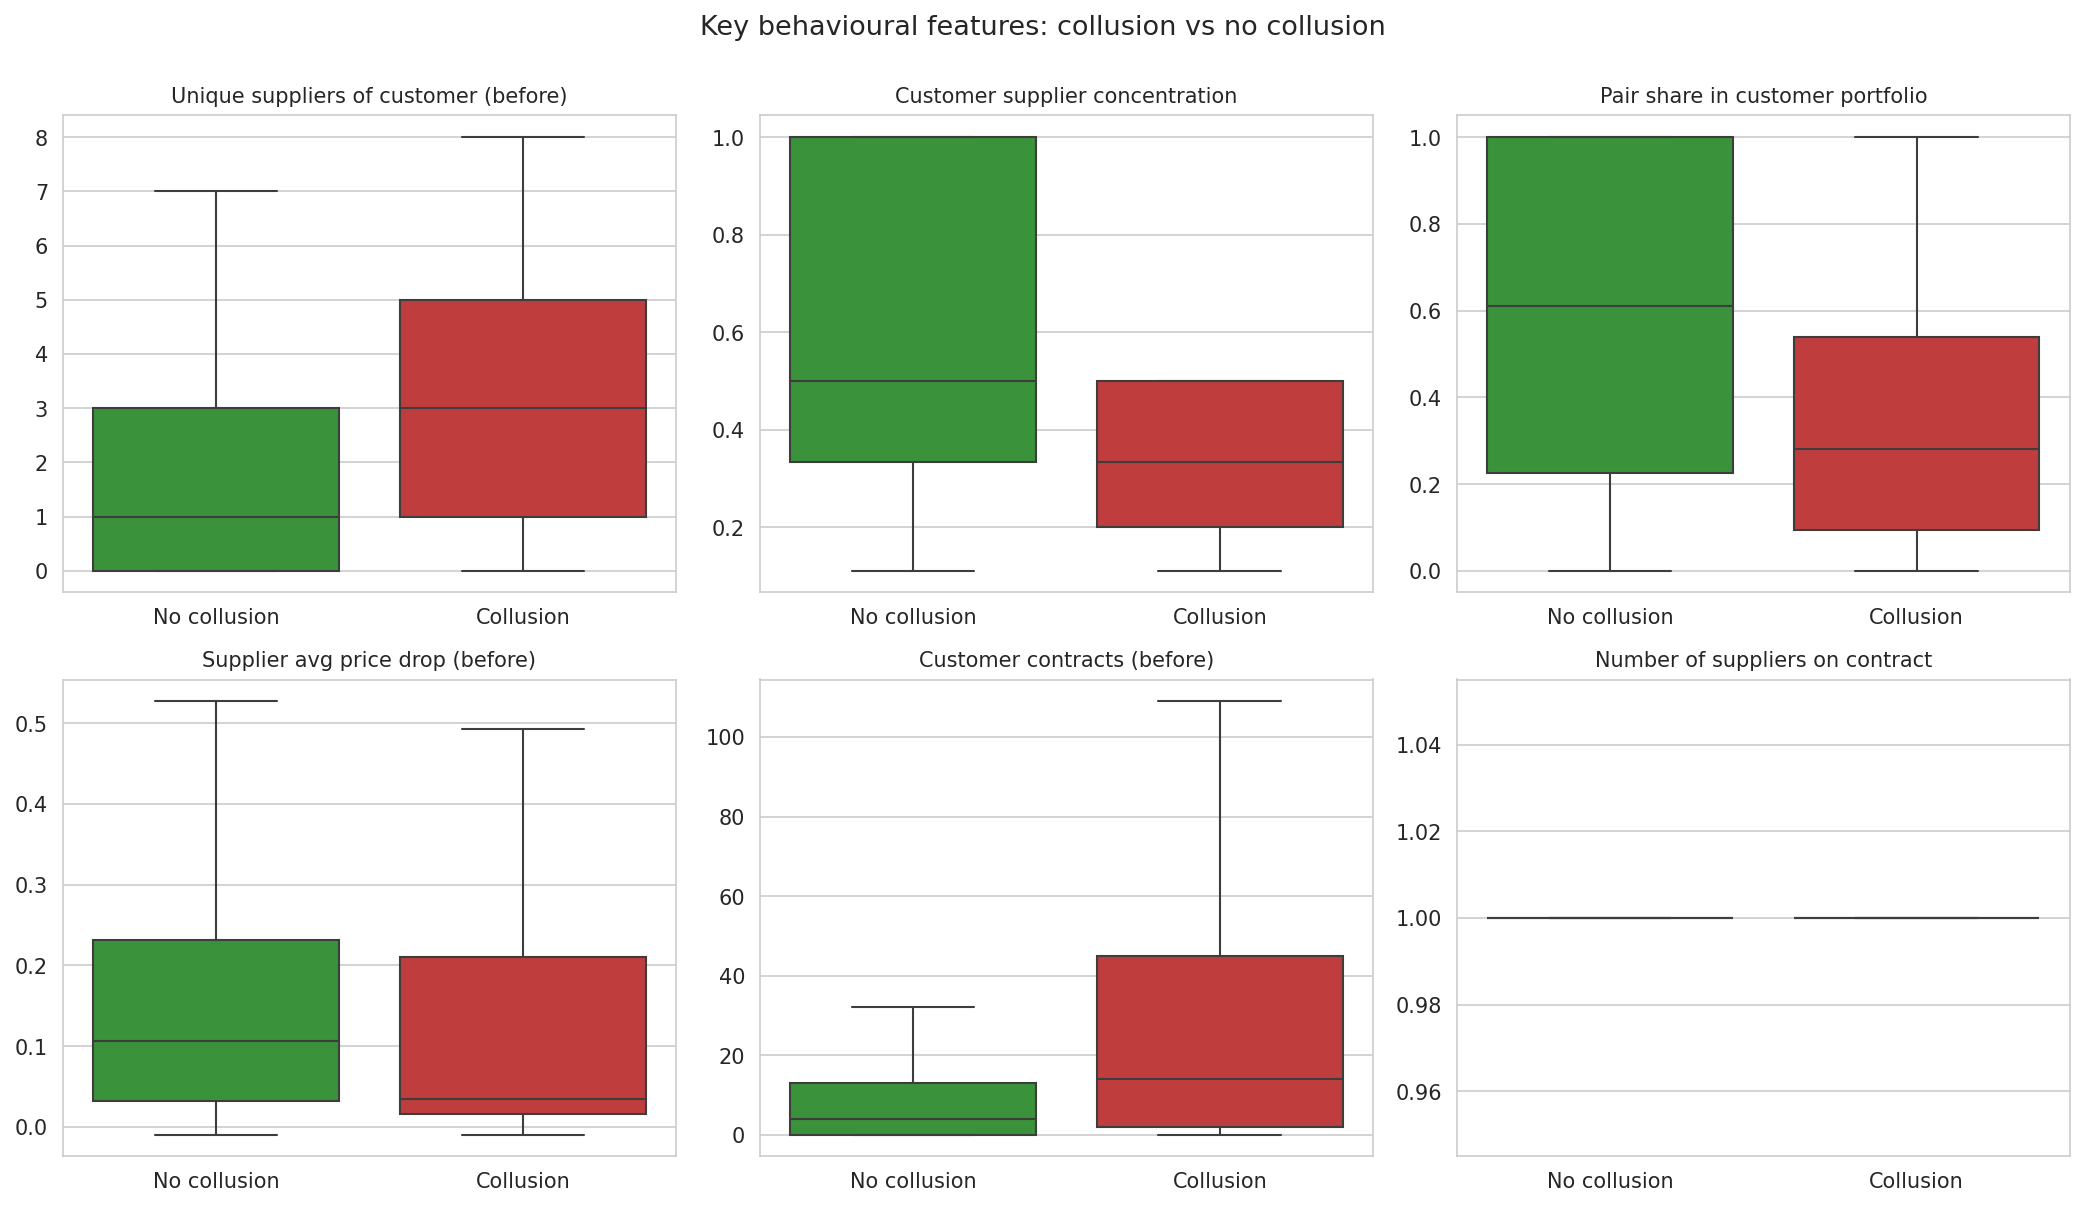 Key behavioural features: collusion vs no collusion
Unique suppliers of customer (before)
8
7
6
5
4
3
2
1
0
No collusion Collusion
Customer supplier concentration
1.0
0.8
0.6
0.4
0.2
No collusion Collusion
Pair share in customer portfolio
1.0
0.8
0.6
0.4
0.2
0.0
No collusion Collusion
Supplier avg price drop (before)
0.5
0.4
0.3
0.2
0.1
0.0
No collusion Collusion
Customer contracts (before)
100
80
60
40
20
0
No collusion Collusion
Number of suppliers on contract
1.04
1.02
1.00
0.98
0.96
No collusion Collusion